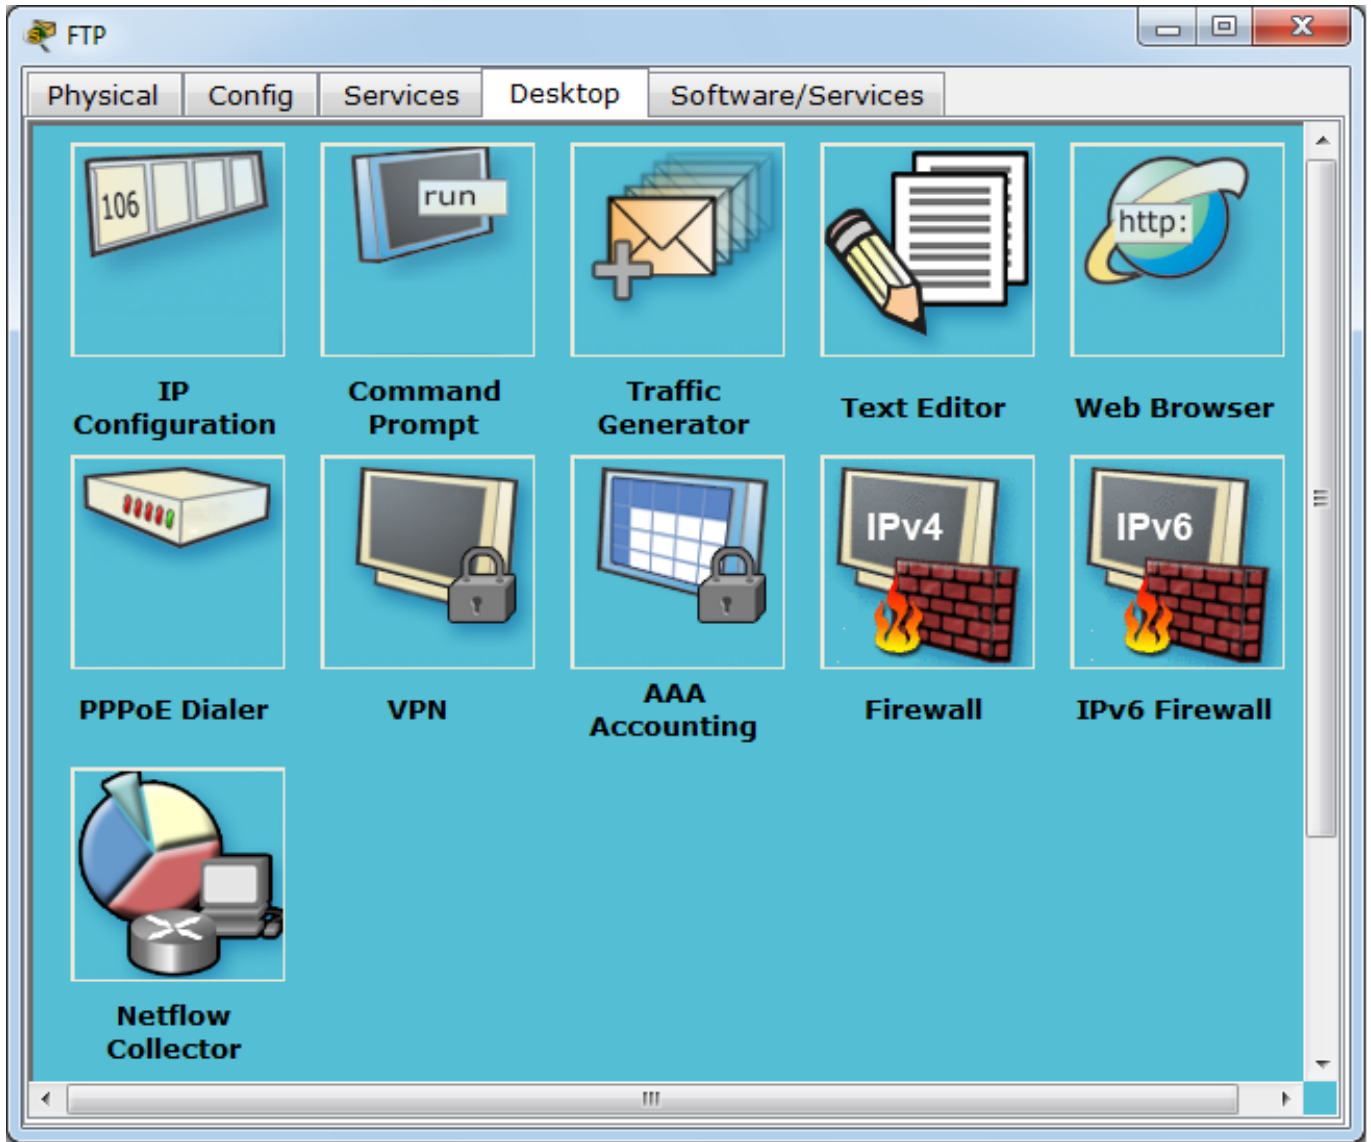 FTP
Physical Config Services Desktop Software/Services
106
run
http:
IP
Configuration
Command
Prompt
Traffic
Generator
Text Editor
Web Browser
IPv4
IPv6
PPPoE Dialer
VPN
AAA
Accounting
Firewall
IPv6 Firewall
Netflow
Collector